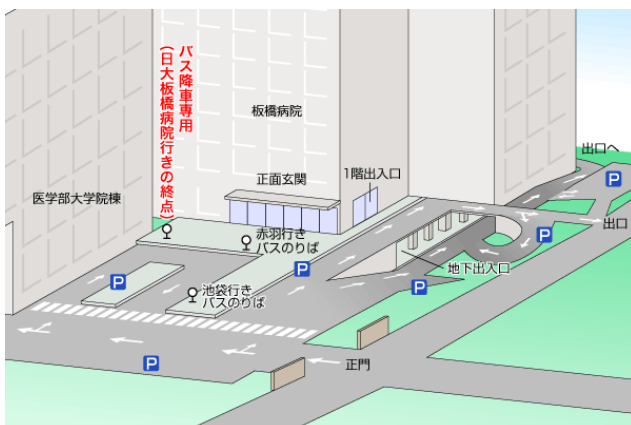 バス降車専用
(日大板橋病院行きの終点)
板橋病院
医学部大学院棟
正面玄関
1階出入口
出口へ
P
赤羽行き
バスのりば
出口
P
P
地下出入口
P
池袋行き
バスのりば
P
正門
P